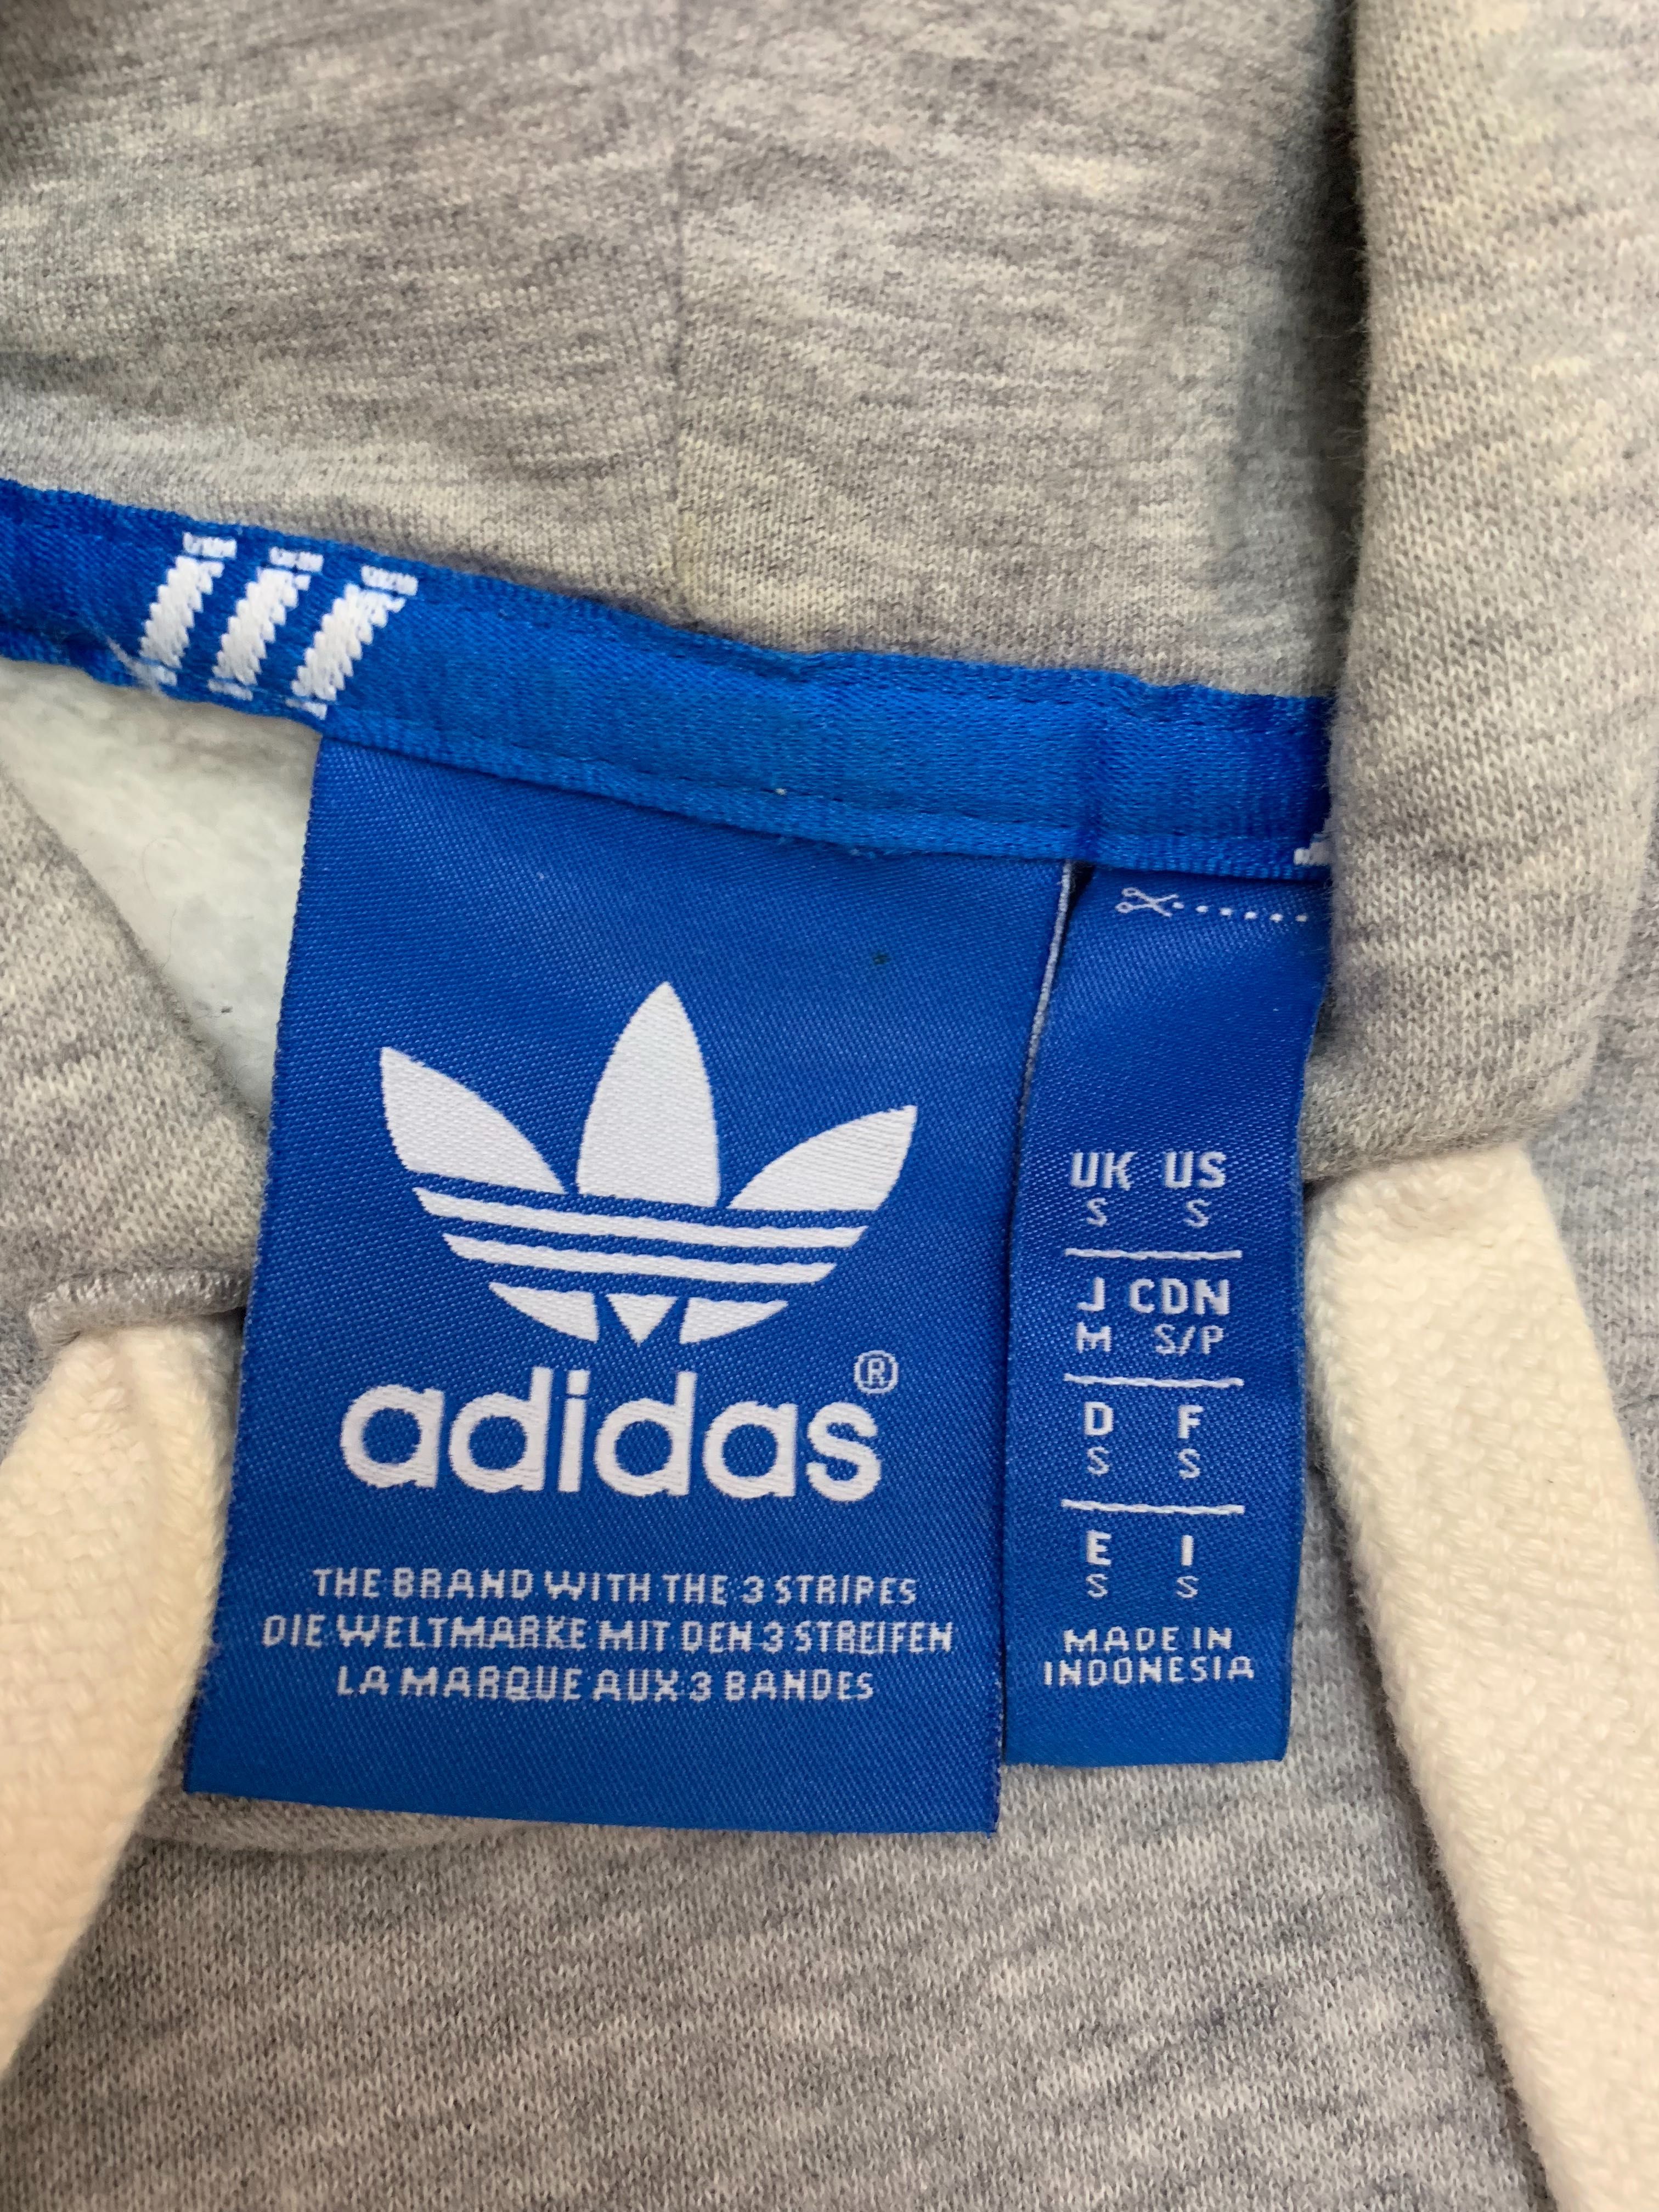 adidas®
THE BRAND WITH THE 3 STRIPES
DIE WELTMARKE MIT DEN 3 STREIFEN
LA MARQUE AUX 3 BANDES
UK US
S S
J CDN
M S/P
D F
S S
E I
S S
MADE IN
INDONESIA